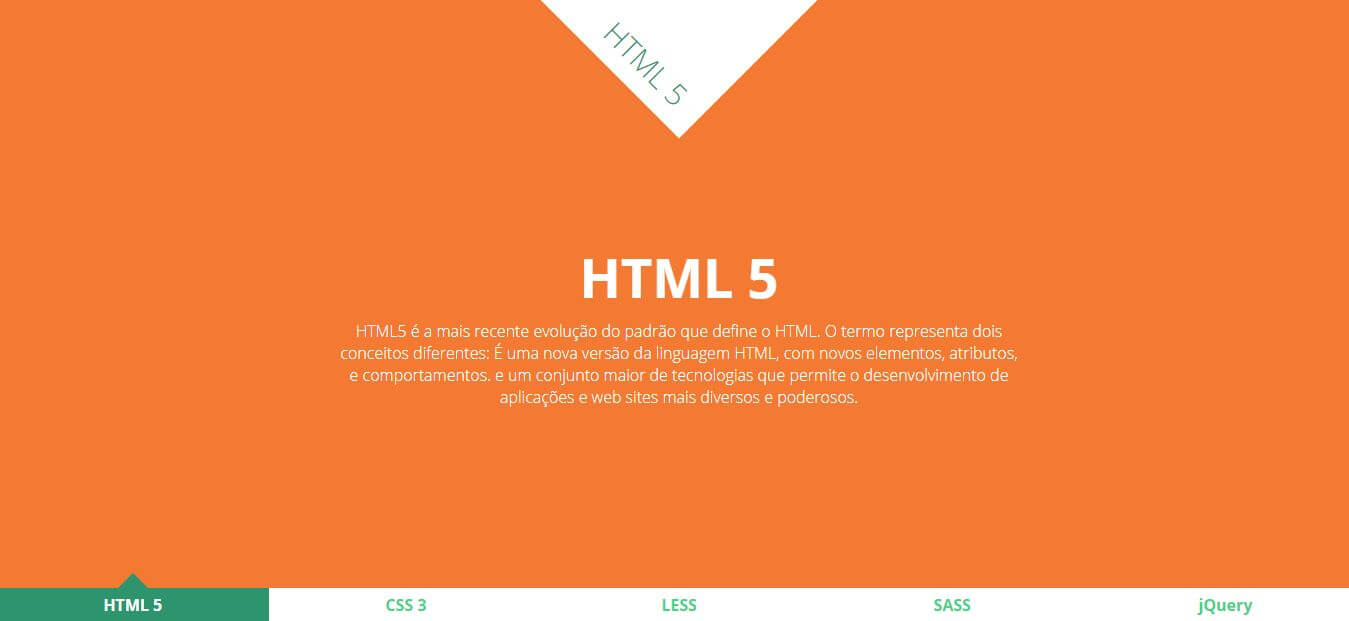 HTML 5
HTML 5
HTML5 é a mais recente evolução do padrão que define o HTML. O termo representa dois
conceitos diferentes: É uma nova versão da linguagem HTML, com novos elementos, atributos,
e comportamentos. e um conjunto maior de tecnologias que permite o desenvolvimento de
aplicações e web sites mais diversos e poderosos.
HTML 5 CSS 3 LESS SASS jQuery